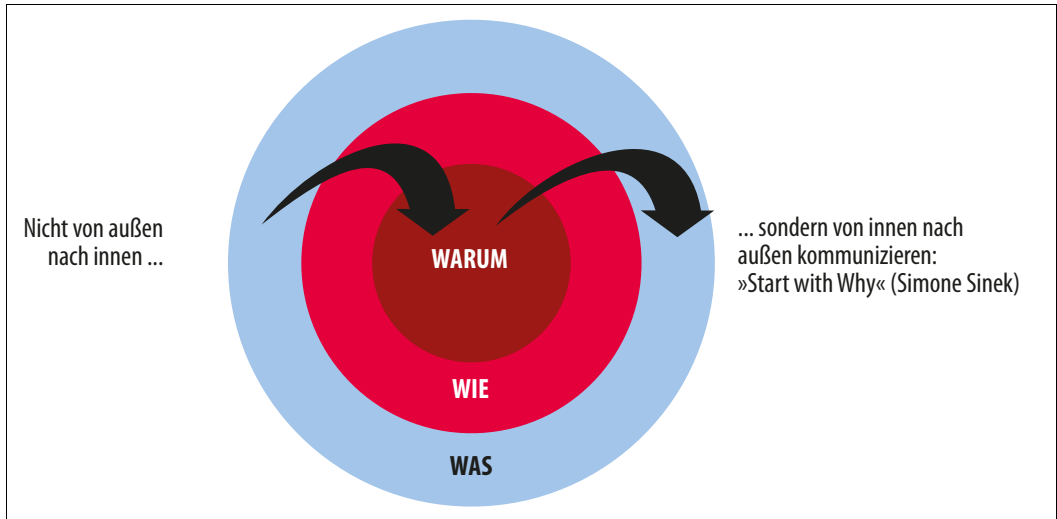 Nicht von außen
nach innen ...
WARUM
WIE
WAS
... sondern von innen nach
außen kommunizieren:
»Start with Why« (Simone Sinek)